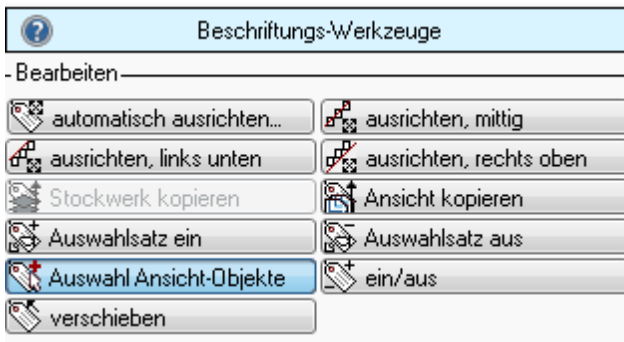 Beschriftungs-Werkzeuge
Bearbeiten
automatisch ausrichten... ausrichten, mittig
ausrichten, links unten ausrichten, rechts oben
Stockwerk kopieren Ansicht kopieren
Auswahlsatz ein Auswahlsatz aus
Auswahl Ansicht-Objekte ein/aus
verschieben